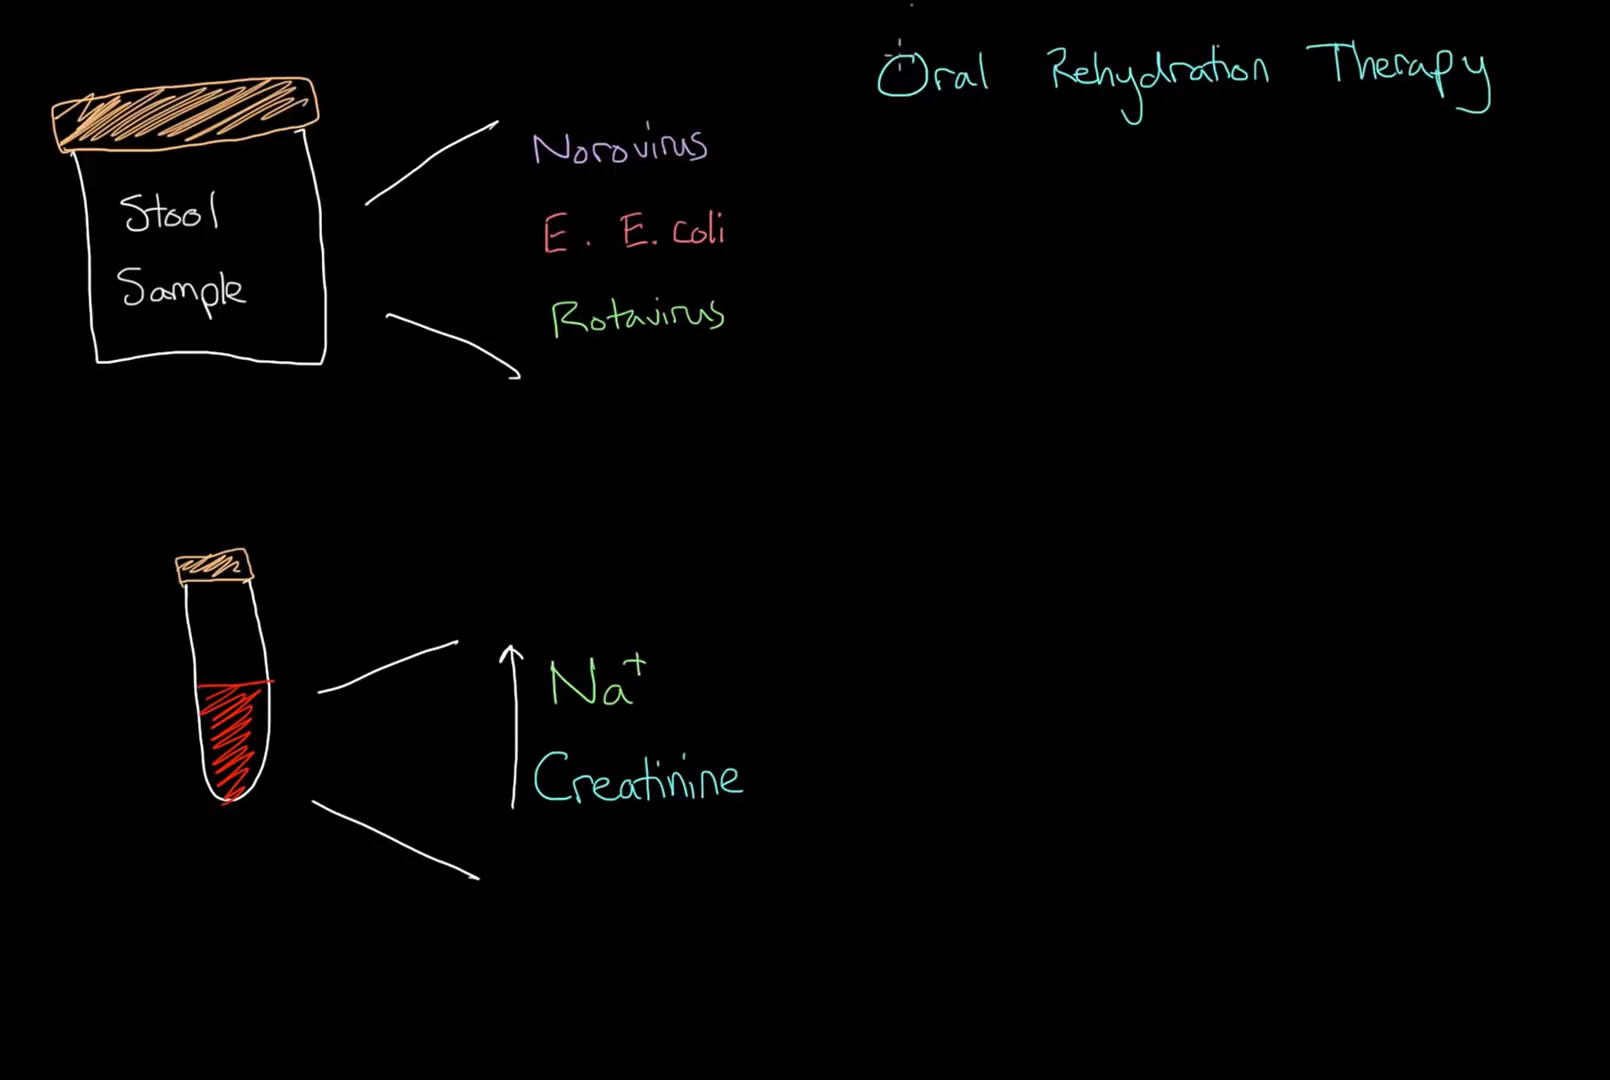 Oral Rehydration Therapy
Stool
Sample
Norovirus
E. E. coli
Rotavirus
Na+
Creatinine